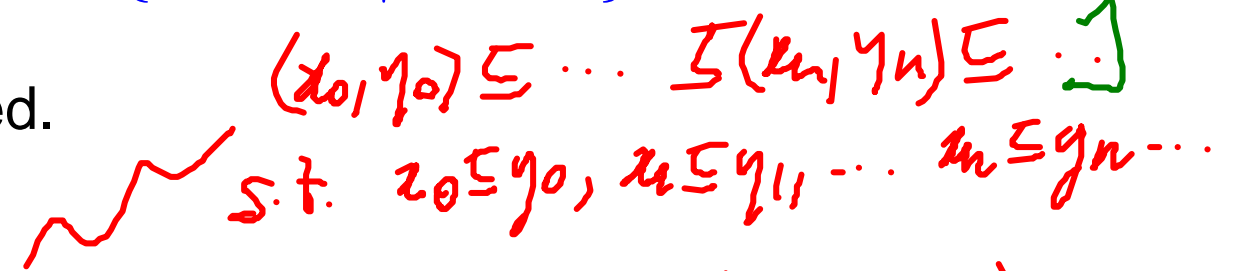 (x₀, y₀) ⊑ ··· ⊑ (xₙ, yₙ) ⊑ ··]
ed.
s.t. x₀ ⊑ y₀, x₁ ⊑ y₁, ··· xₙ ⊑ yₙ ···